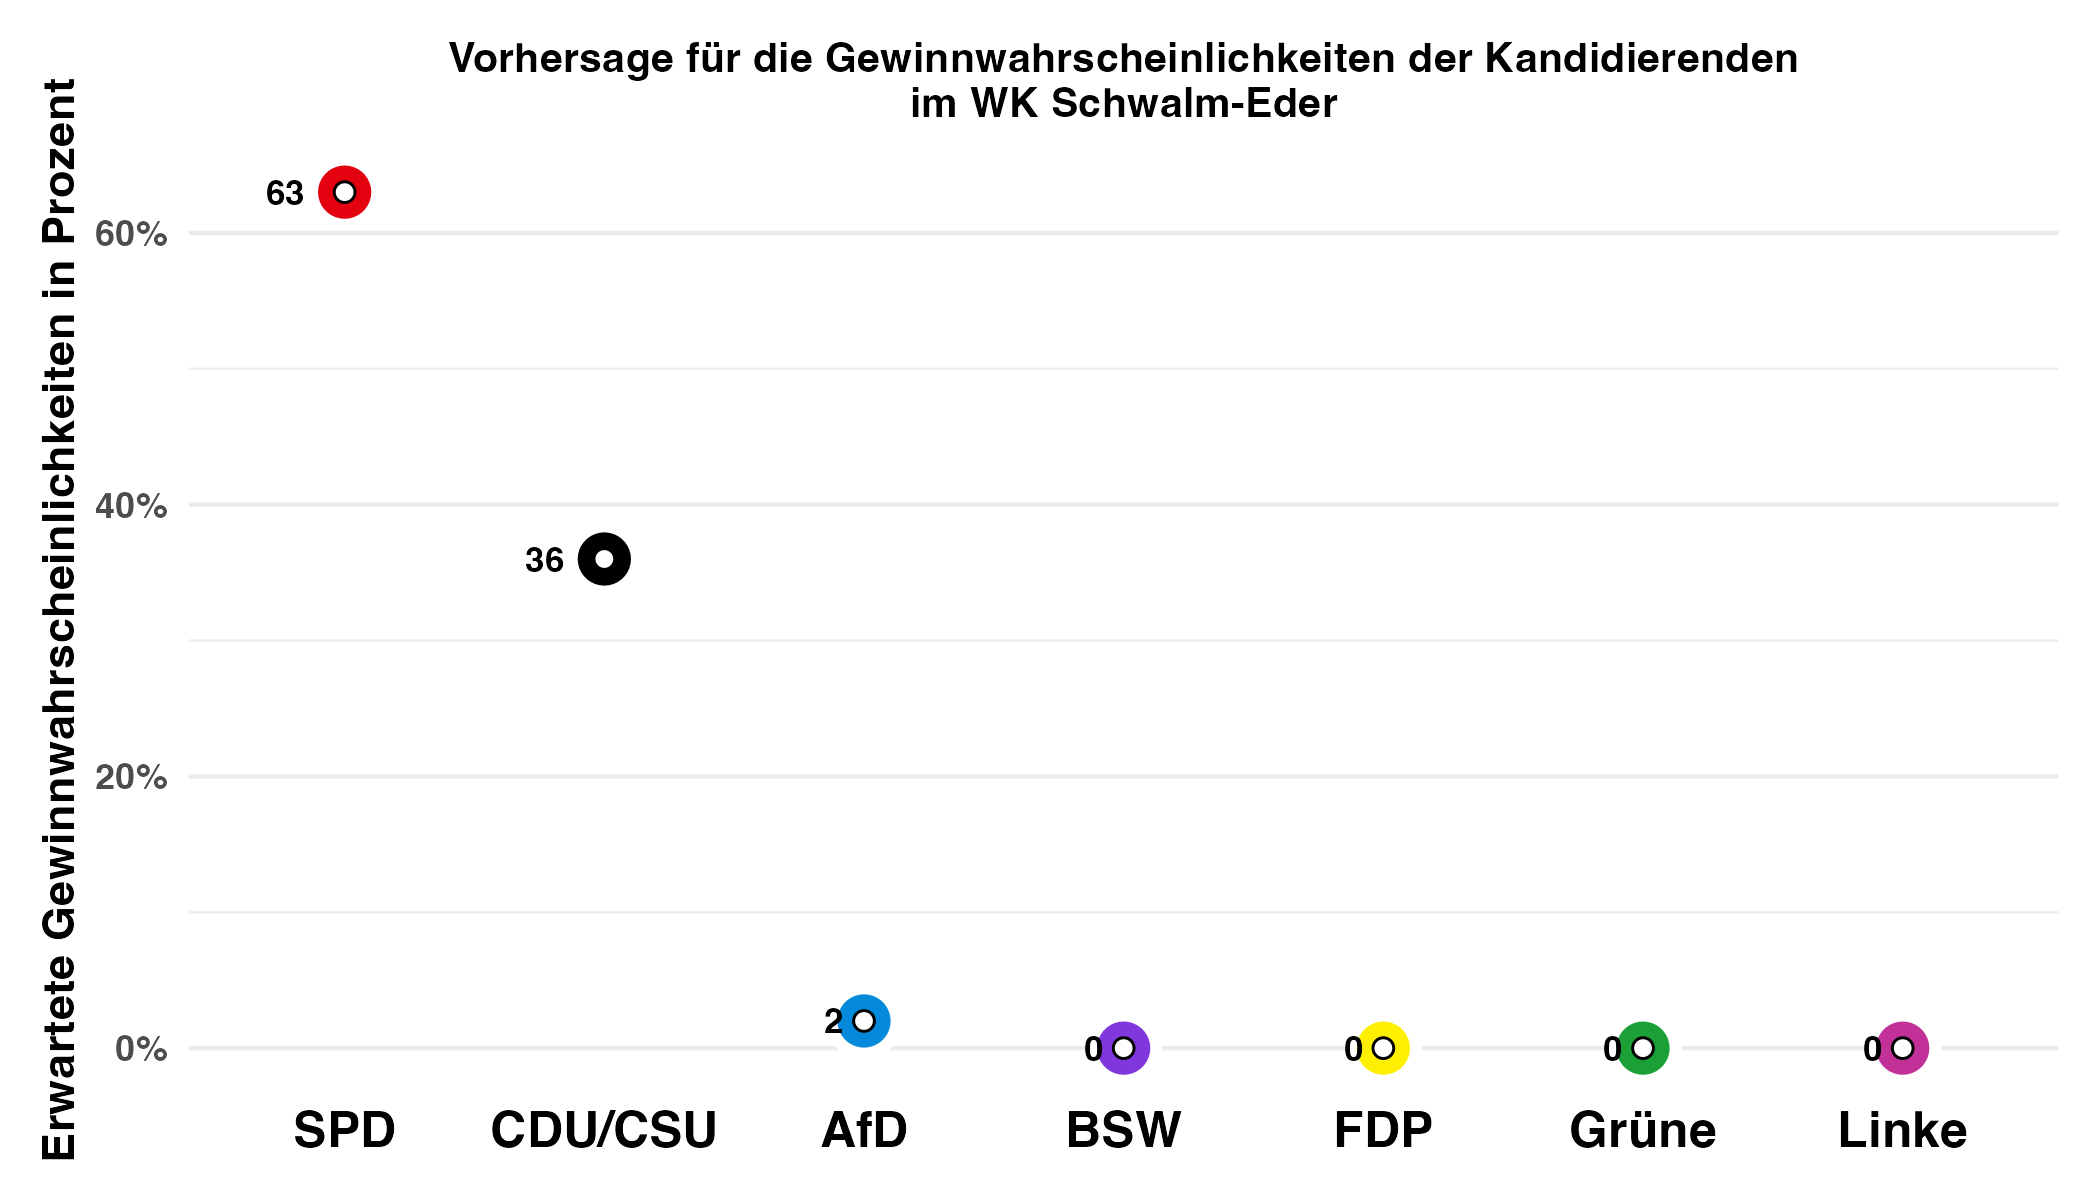 Vorhersage für die Gewinnwahrscheinlichkeiten der Kandidierenden
im WK Schwalm-Eder
Erwartete Gewinnwahrscheinlichkeiten in Prozent
60%
40%
20%
0%
63
36
2
0
0
0
0
SPD
CDU/CSU
AfD
BSW
FDP
Grüne
Linke